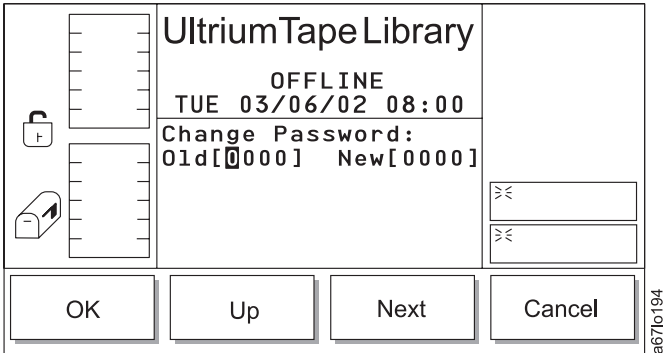 UltriumTape Library
OFFLINE
TUE 03/06/02 08:00
Change Password:
Old[0000] New[0000]
OK
Up
Next
Cancel
a67lo194